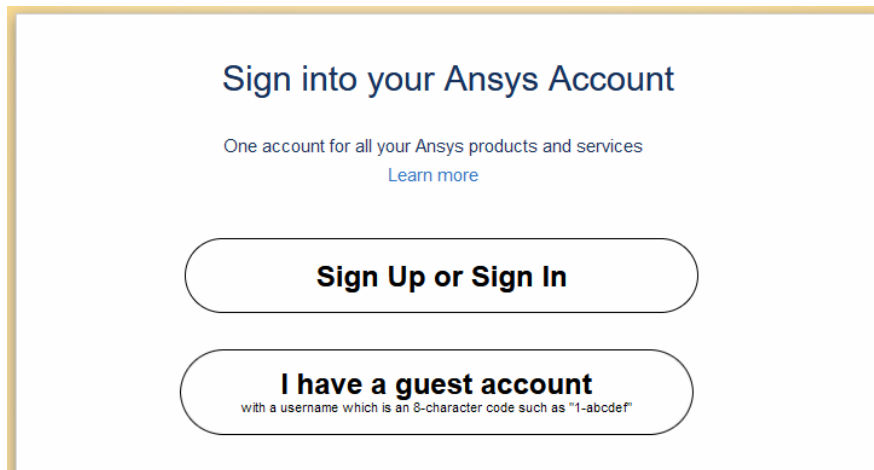 Sign into your Ansys Account
One account for all your Ansys products and services
Learn more
Sign Up or Sign In
I have a guest account
with a username which is an 8-character code such as "1-abcdef"